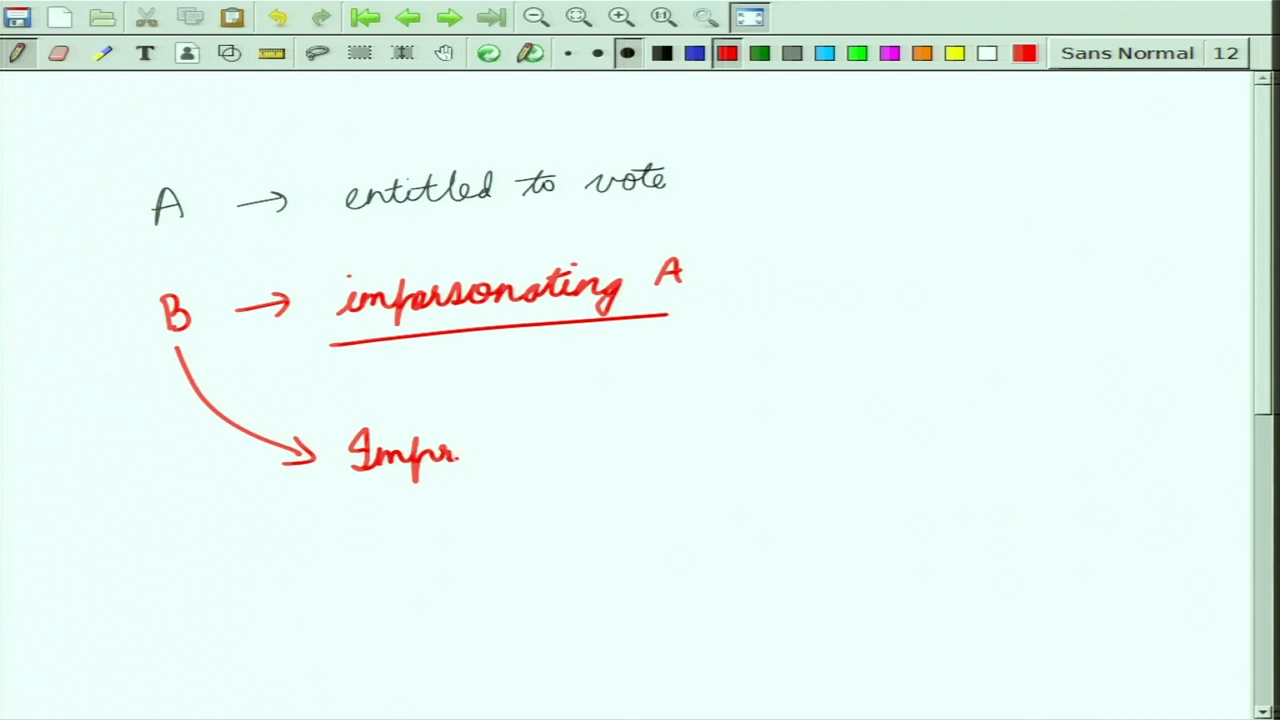 T Sans Normal 12
A → entitled to vote
B → impersonating A
Impr.